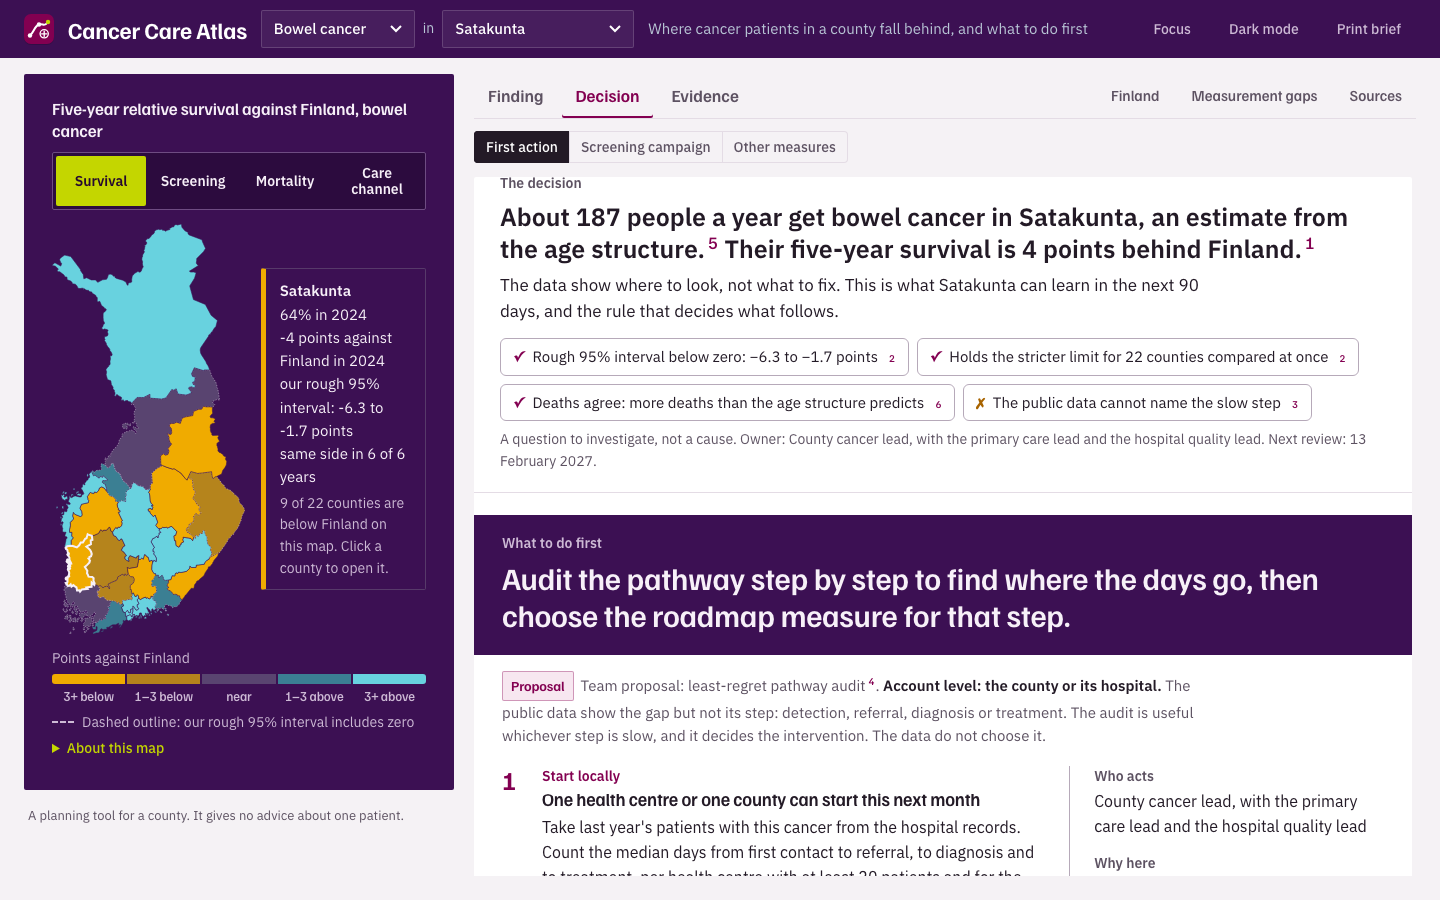 Cancer Care Atlas
Bowel cancer
in
Satakunta
Where cancer patients in a county fall behind, and what to do first
Focus
Dark mode
Print brief
Five-year relative survival against Finland, bowel
cancer
Survival
Screening
Mortality
Care
channel
Satakunta
64% in 2024
-4 points against
Finland in 2024
our rough 95%
interval: -6.3 to
-1.7 points
same side in 6 of 6
years
9 of 22 counties are
below Finland on
this map. Click a
county to open it.
Points against Finland
3+ below
1–3 below
near
1–3 above
3+ above
Dashed outline: our rough 95% interval includes zero
About this map
A planning tool for a county. It gives no advice about one patient.
Finding
Decision
Evidence
Finland
Measurement gaps
Sources
First action
Screening campaign
Other measures
The decision
About 187 people a year get bowel cancer in Satakunta, an estimate from
the age structure. 5 Their five-year survival is 4 points behind Finland. 1
The data show where to look, not what to fix. This is what Satakunta can learn in the next 90
days, and the rule that decides what follows.
✓ Rough 95% interval below zero: −6.3 to −1.7 points 2
✓ Holds the stricter limit for 22 counties compared at once 2
✓ Deaths agree: more deaths than the age structure predicts 6
✗ The public data cannot name the slow step 3
A question to investigate, not a cause. Owner: County cancer lead, with the primary care lead and the hospital quality lead. Next review: 13
February 2027.
What to do first
Audit the pathway step by step to find where the days go, then
choose the roadmap measure for that step.
Proposal Team proposal: least-regret pathway audit 4. Account level: the county or its hospital. The
public data show the gap but not its step: detection, referral, diagnosis or treatment. The audit is useful
whichever step is slow, and it decides the intervention. The data do not choose it.
1
Start locally
One health centre or one county can start this next month
Take last year's patients with this cancer from the hospital records.
Count the median days from first contact to referral, to diagnosis and
to treatment, per health centre with at least 20 patients and for the
Who acts
County cancer lead, with the primary
care lead and the hospital quality lead
Why here